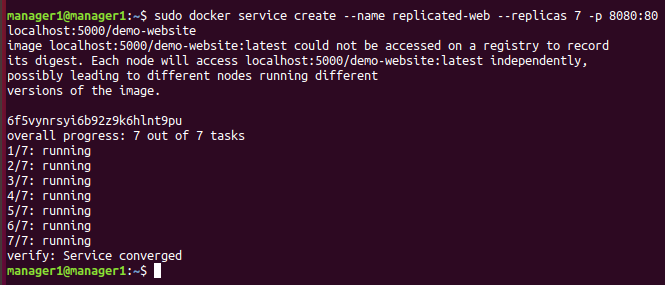 manager1@manager1:~$ sudo docker service create --name replicated-web --replicas 7 -p 8080:80
localhost:5000/demo-website
image localhost:5000/demo-website:latest could not be accessed on a registry to record
its digest. Each node will access localhost:5000/demo-website:latest independently,
possibly leading to different nodes running different
versions of the image.

6f5vynrsyi6b92z9k6hlnt9pu
overall progress: 7 out of 7 tasks
1/7: running
2/7: running
3/7: running
4/7: running
5/7: running
6/7: running
7/7: running
verify: Service converged
manager1@manager1:~$